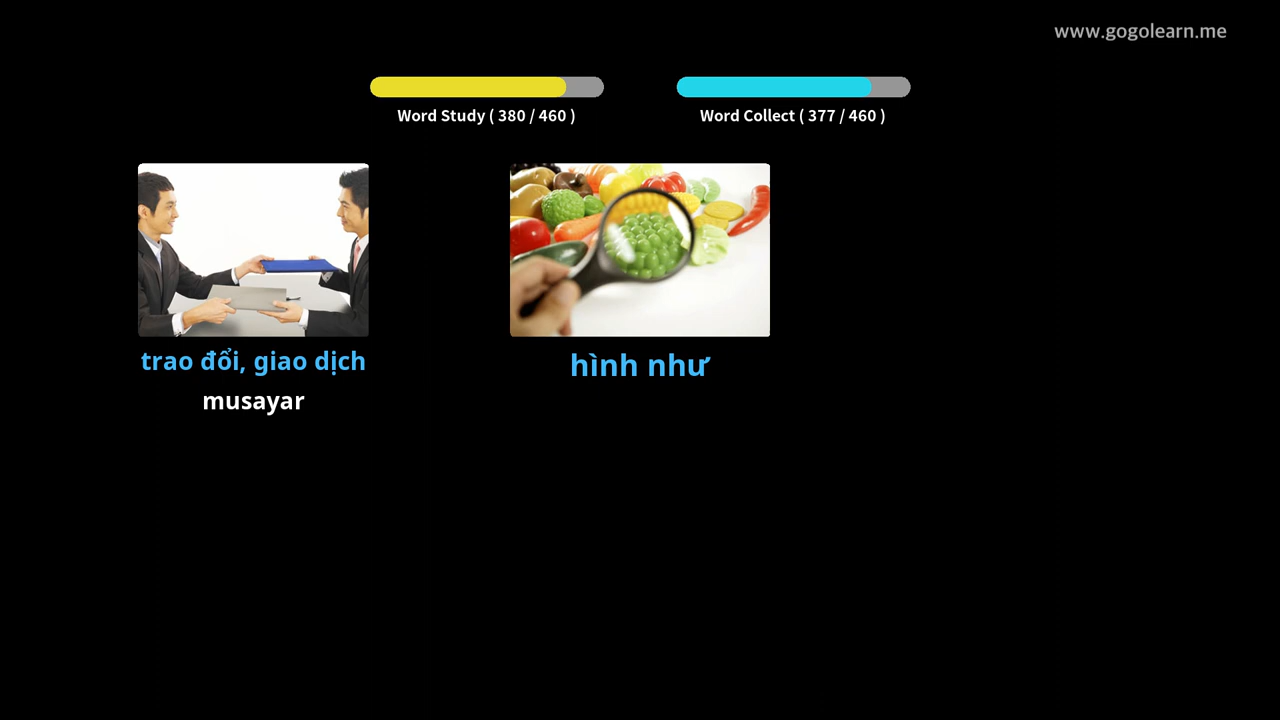 www.gogolearn.me
Word Study ( 380 / 460 )
Word Collect ( 377 / 460 )
trao đổi, giao dịch
musayar
hình như